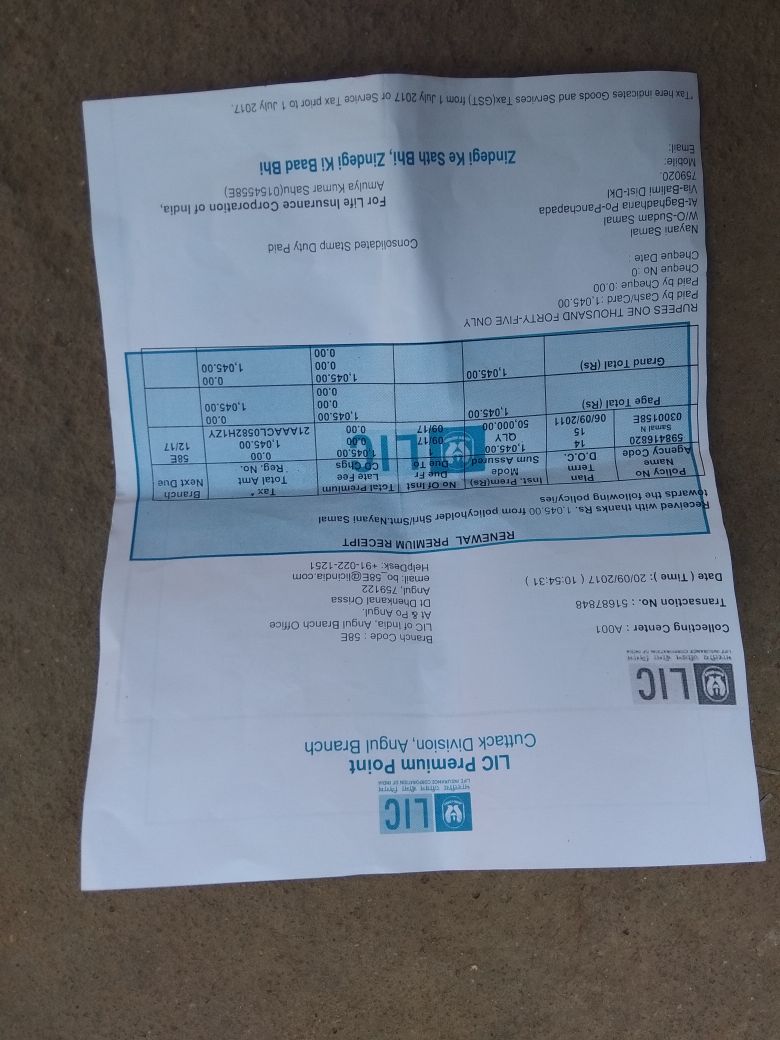 LIC
भारतीय जीवन बीमा निगम
LIFE INSURANCE CORPORATION OF INDIA
LIC Premium Point
Cuttack Division, Angul Branch
LIC
भारतीय जीवन बीमा निगम
LIFE INSURANCE CORPORATION OF INDIA
Collecting Center : A001
Transaction No. : 51687848
Date ( Time ): 20/09/2017 ( 10:54:31 )
Branch Code : 58E
LIC of India, Angul Branch Office
At & Po Angul.
Dt Dhenkanal Orissa
Angul, 759122
email: bo_58E@licindia.com
HelpDesk: +91-022-1251
RENEWAL PREMIUM RECEIPT
Received with thanks Rs. 1,045.00 from policyholder Shri/Smt.Nayani Samal
towards the following policy/ies
Policy No Plan Inst. Prem(Rs) No Of Inst Total Premium Tax * Branch
Name Term Mode Due Fr Late Fee Total Amt Next Due
Agency Code D.O.C. Sum Assured Due To CD Chgs Reg. No.
598416820 14 1,045.00 1 1,045.00 0.00 58E
Samal N 15 QLY 09/17 0.00 1,045.00 12/17
0300158E 06/09/2011 50,000.00 09/17 0.00 21AAACL0582H1ZY
LIC
Page Total (Rs) 1,045.00 1,045.00 0.00
0.00 1,045.00
0.00
Grand Total (Rs) 1,045.00 1,045.00 0.00
0.00 1,045.00
0.00
RUPEES ONE THOUSAND FORTY-FIVE ONLY
Paid by Cash/Card :1,045.00
Paid by Cheque :0.00
Cheque No :0
Cheque Date :
Consolidated Stamp Duty Paid
Nayani Samal
W/O-Sudam Samal
At-Baghadharia Po-Panchapada
Via-Balimi Dist-Dkl
759020.
Mobile:
Email:
For Life Insurance Corporation of India,
Amulya Kumar Sahu(0154558E)
Zindegi Ke Sath Bhi, Zindegi Ki Baad Bhi
*Tax here indicates Goods and Services Tax(GST) from 1 July 2017 or Service Tax prior to 1 July 2017.